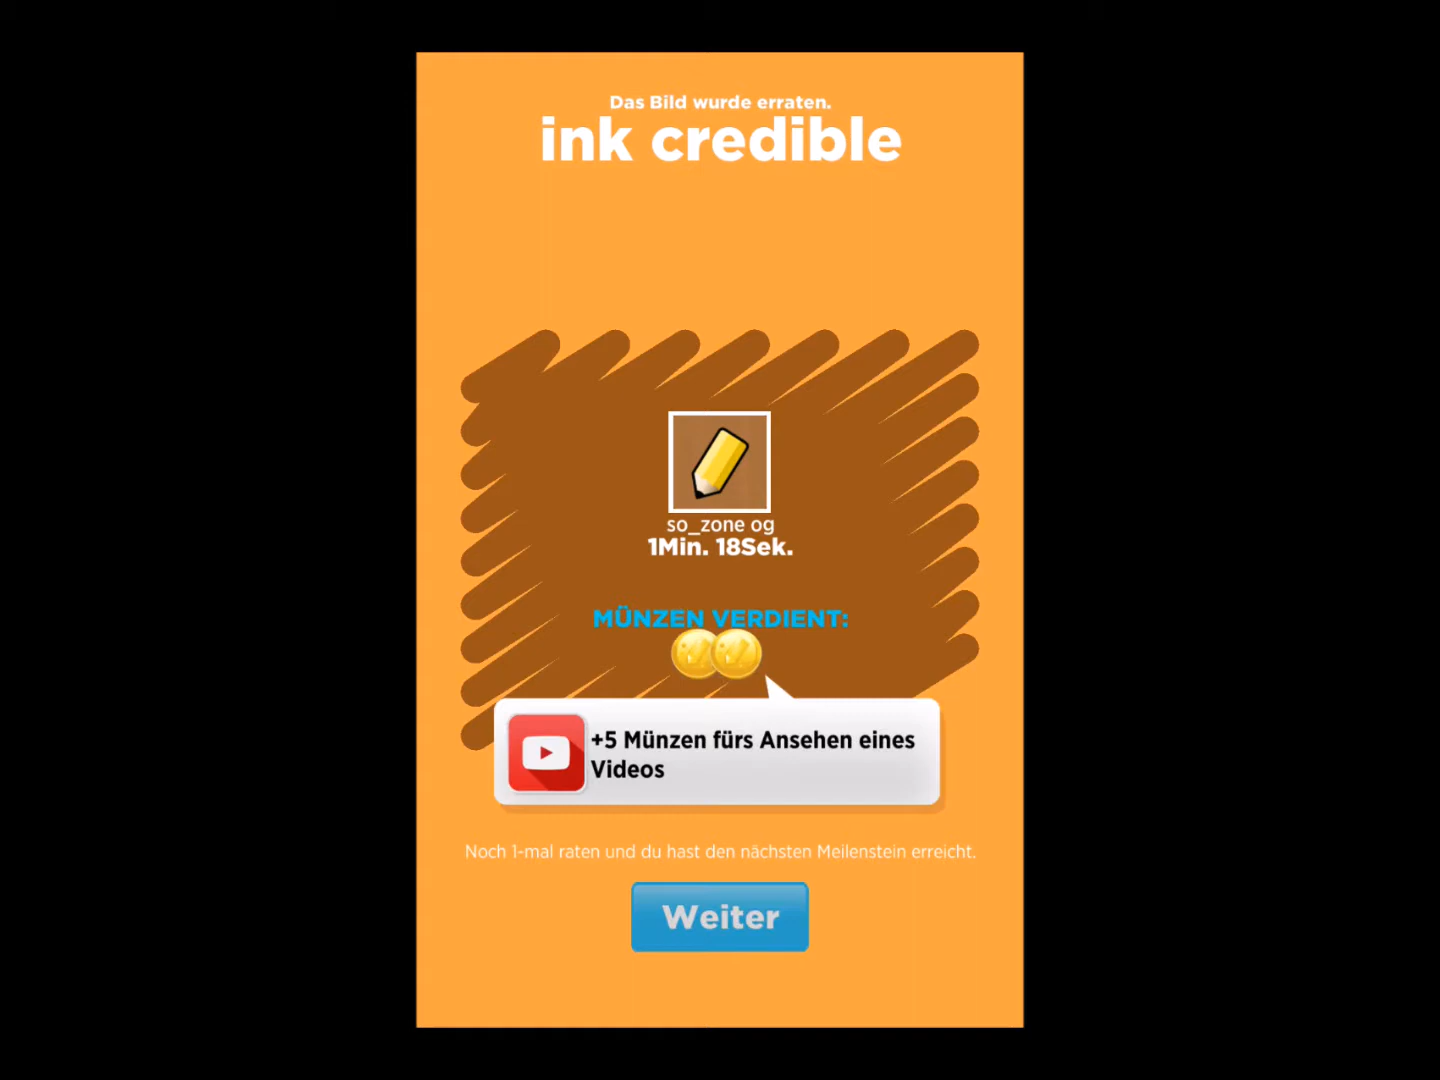 Das Bild wurde erraten.
ink credible
so_zone og
1Min. 18Sek.
MÜNZEN VERDIENT:
+5 Münzen fürs Ansehen eines
Videos
Noch 1-mal raten und du hast den nächsten Meilenstein erreicht.
Weiter